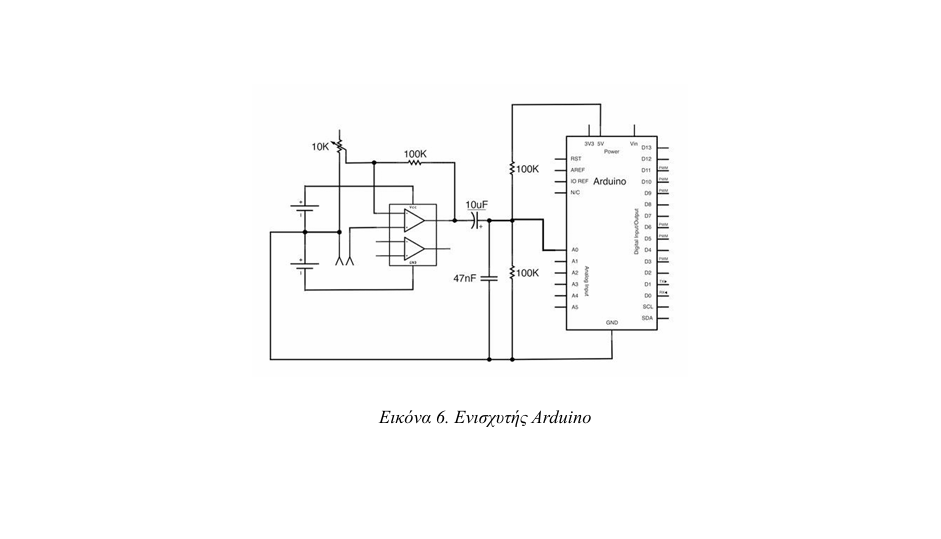 10K
100K
10uF
47nF
100K
100K
Vcc
GND
3V3 5V Vin
Power
RST
AREF
IO REF
N/C
Arduino
A0
A1
A2
A3
A4
A5
Analog Input
Digital Input/Output
D13
D12
D11 PWM
D10 PWM
D9 PWM
D8
D7
D6 PWM
D5 PWM
D4
D3 PWM
D2
D1
D0
SCL
SDA
GND
Εικόνα 6. Ενισχυτής Arduino